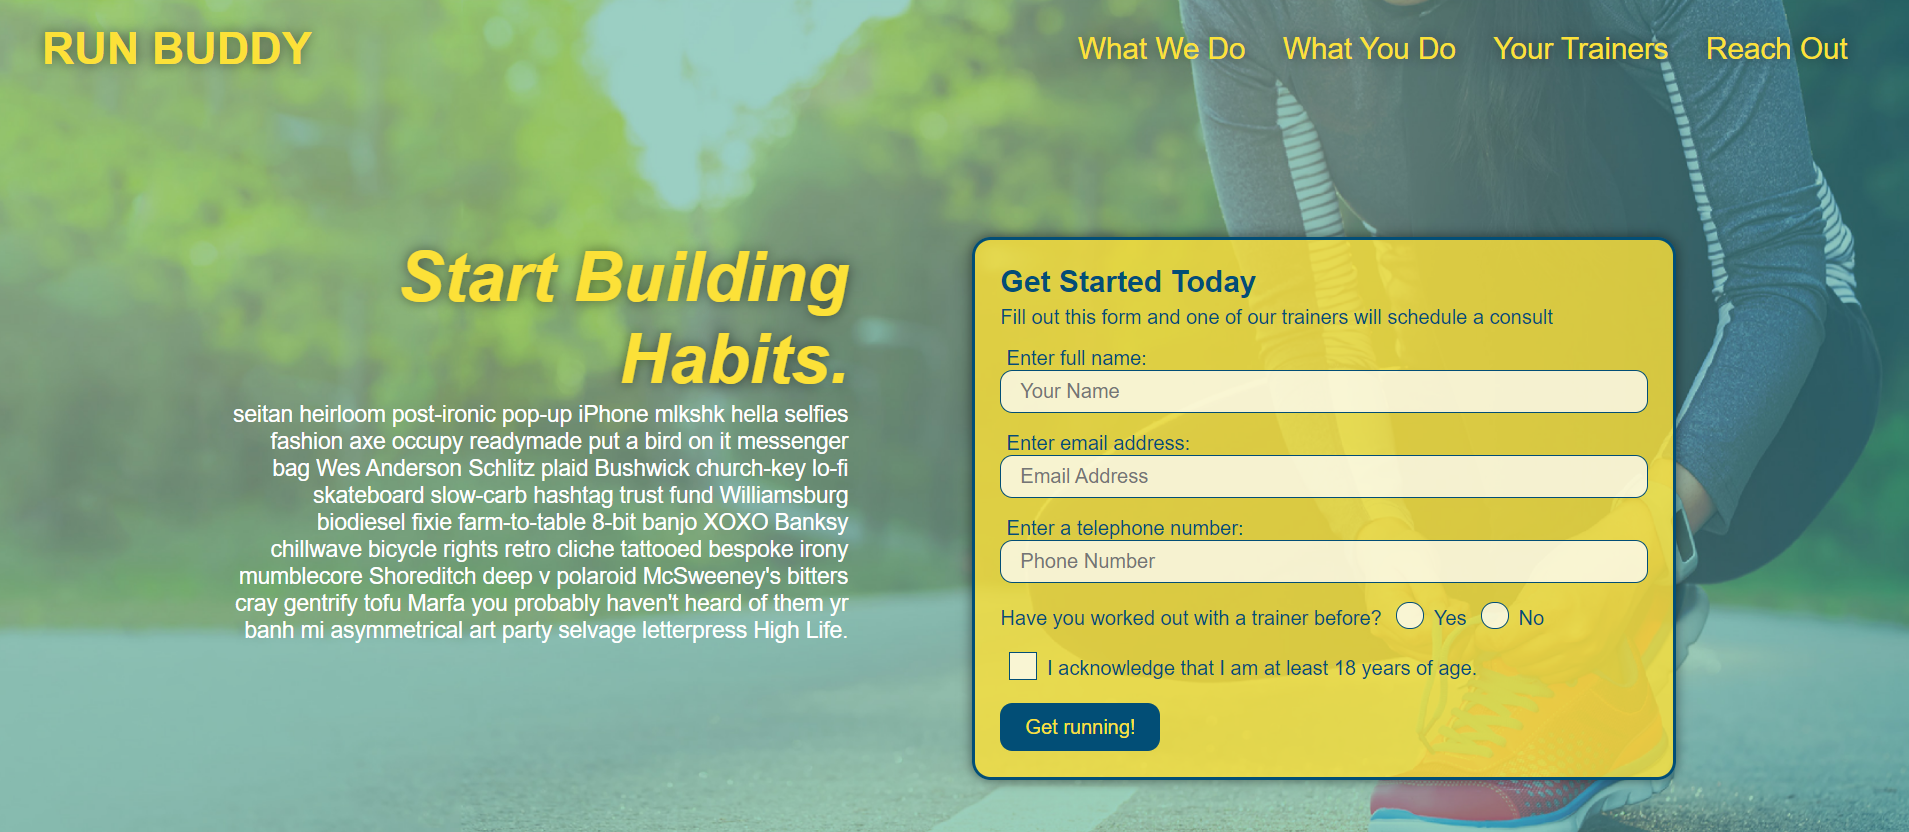 RUN BUDDY
What We Do What You Do Your Trainers Reach Out
Start Building
Habits.
seitan heirloom post-ironic pop-up iPhone mlkshk hella selfies
fashion axe occupy readymade put a bird on it messenger
bag Wes Anderson Schlitz plaid Bushwick church-key lo-fi
skateboard slow-carb hashtag trust fund Williamsburg
biodiesel fixie farm-to-table 8-bit banjo XOXO Banksy
chillwave bicycle rights retro cliche tattooed bespoke irony
mumblecore Shoreditch deep v polaroid McSweeney's bitters
cray gentrify tofu Marfa you probably haven't heard of them yr
banh mi asymmetrical art party selvage letterpress High Life.
Get Started Today
Fill out this form and one of our trainers will schedule a consult
Enter full name:
Your Name
Enter email address:
Email Address
Enter a telephone number:
Phone Number
Have you worked out with a trainer before? Yes No
I acknowledge that I am at least 18 years of age.
Get running!